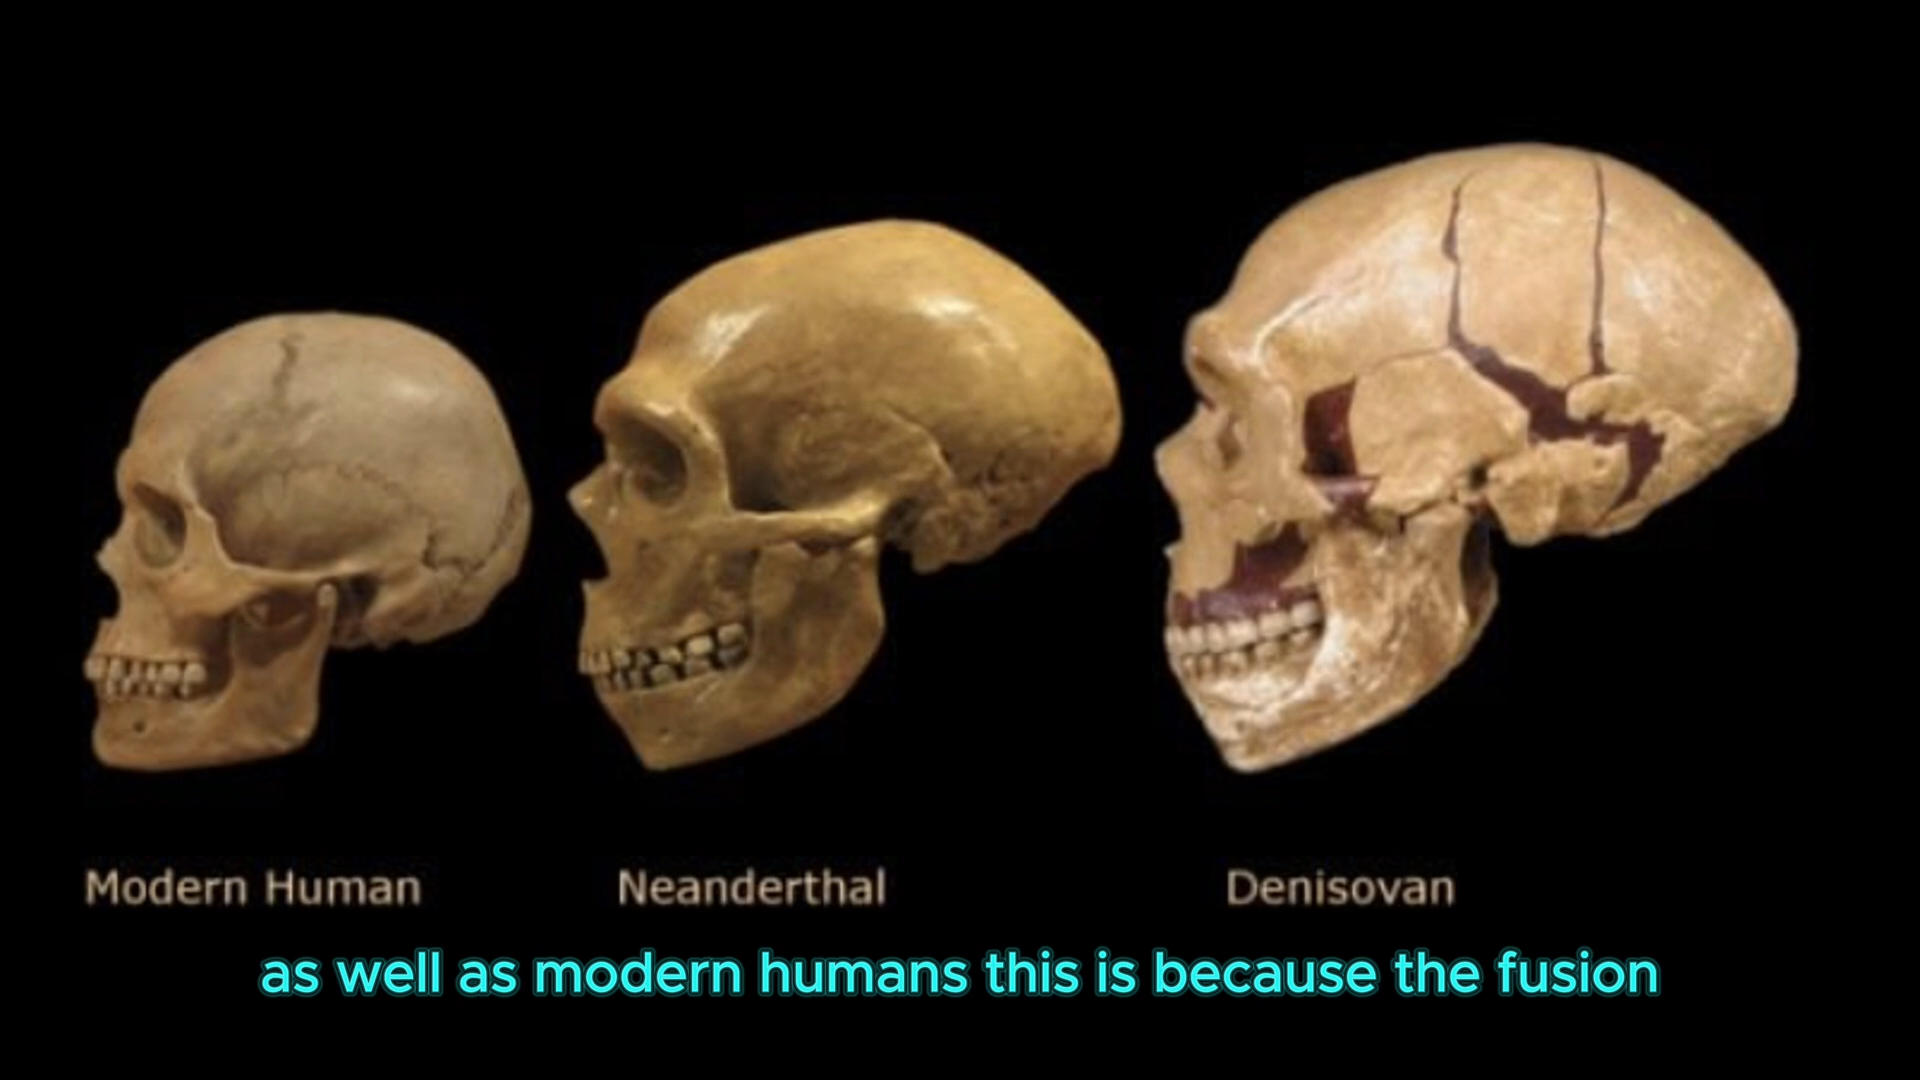 Modern Human
Neanderthal
Denisovan
as well as modern humans this is because the fusion